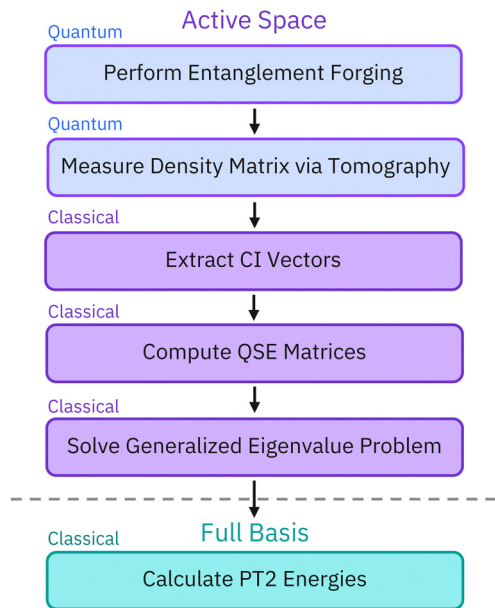 Active Space
Quantum
Perform Entanglement Forging
Quantum
Measure Density Matrix via Tomography
Classical
Extract CI Vectors
Classical
Compute QSE Matrices
Classical
Solve Generalized Eigenvalue Problem
Full Basis
Classical
Calculate PT2 Energies